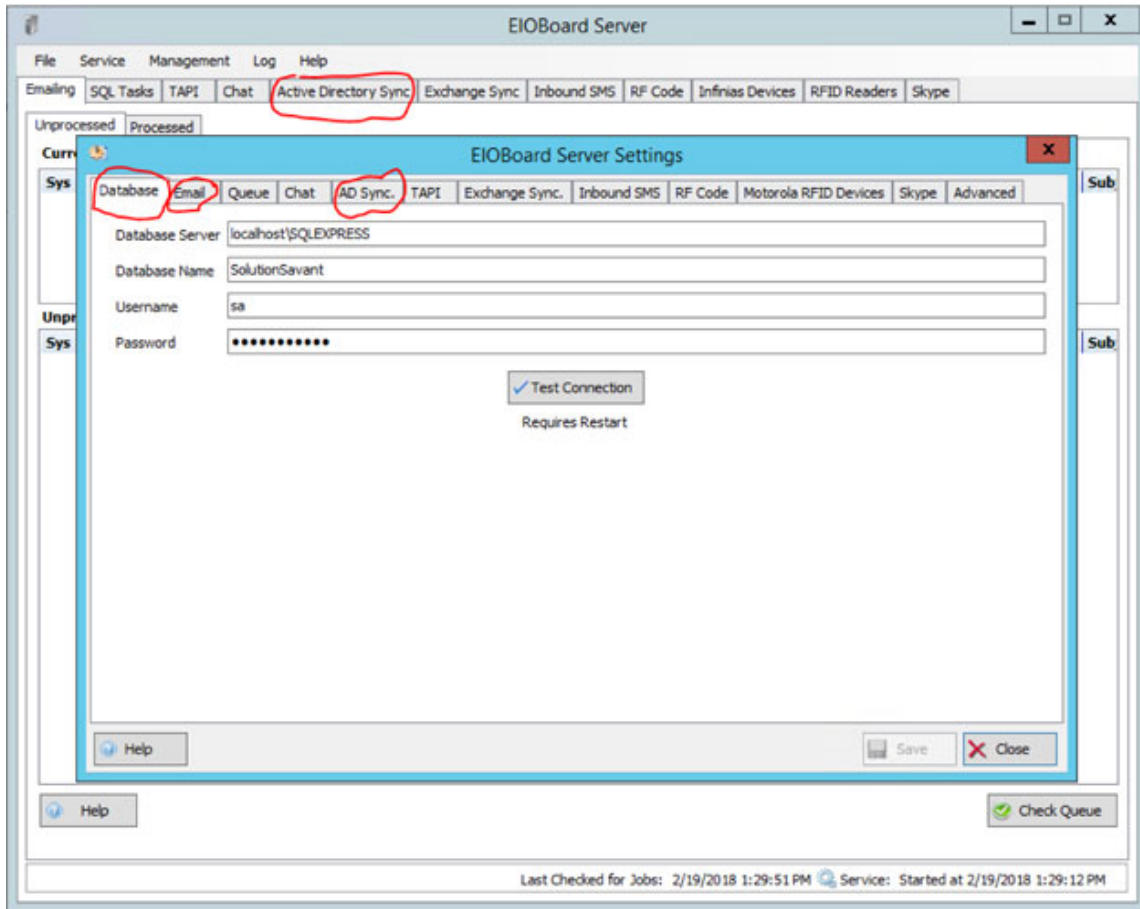 EIOBoard Server
File Service Management Log Help
Emailing SQL Tasks TAPI Chat Active Directory Sync Exchange Sync Inbound SMS RF Code Infinias Devices RFID Readers Skype
Unprocessed Processed
Curr
EIOBoard Server Settings
Sys
Sub
Database Email Queue Chat AD Sync. TAPI Exchange Sync. Inbound SMS RF Code Motorola RFID Devices Skype Advanced
Database Server localhost\SQLEXPRESS
Database Name SolutionSavant
Username sa
Unpr
Sys
Password ●●●●●●●●●●●
Sub
Test Connection
Requires Restart
Help Save Close
Help Check Queue
Last Checked for Jobs: 2/19/2018 1:29:51 PM Service: Started at 2/19/2018 1:29:12 PM